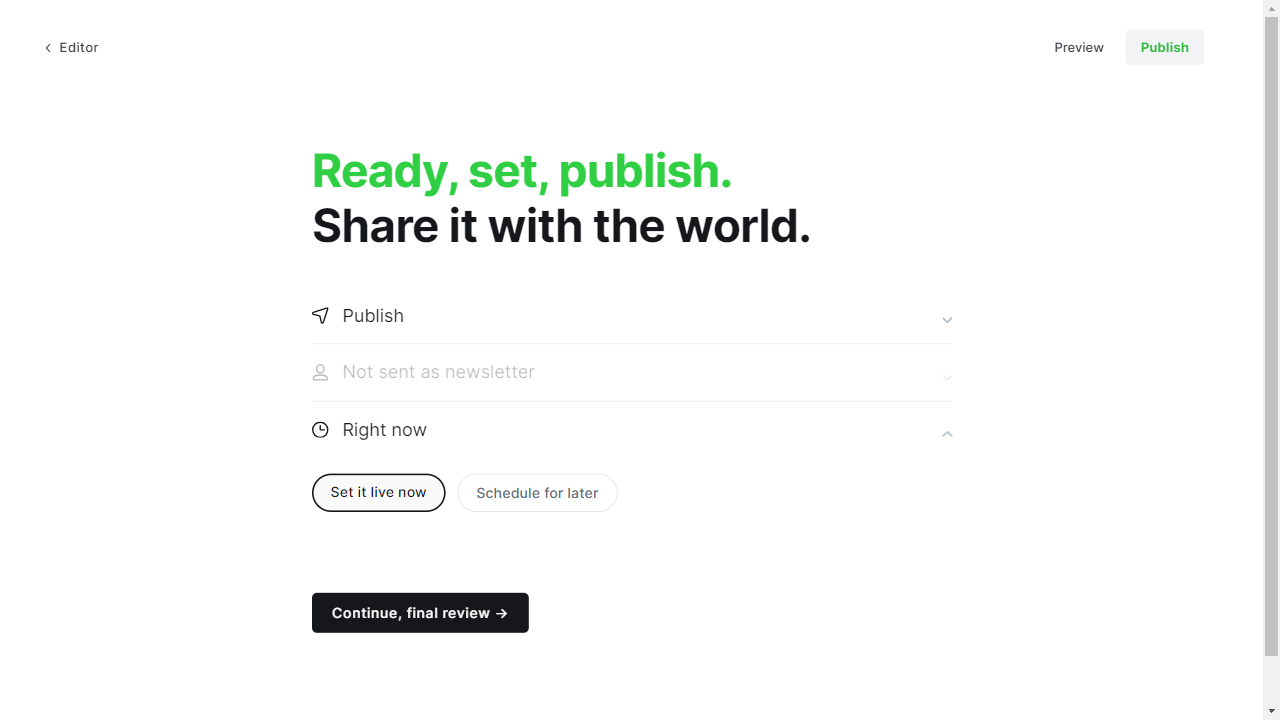 Editor
Preview
Publish
Ready, set, publish.
Share it with the world.
Publish
Not sent as newsletter
Right now
Set it live now
Schedule for later
Continue, final review →